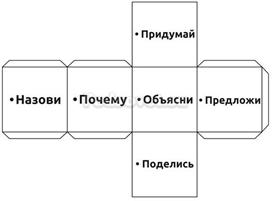 • Придумай
• Назови
• Почему
• Объясни
• Предложи
• Поделись